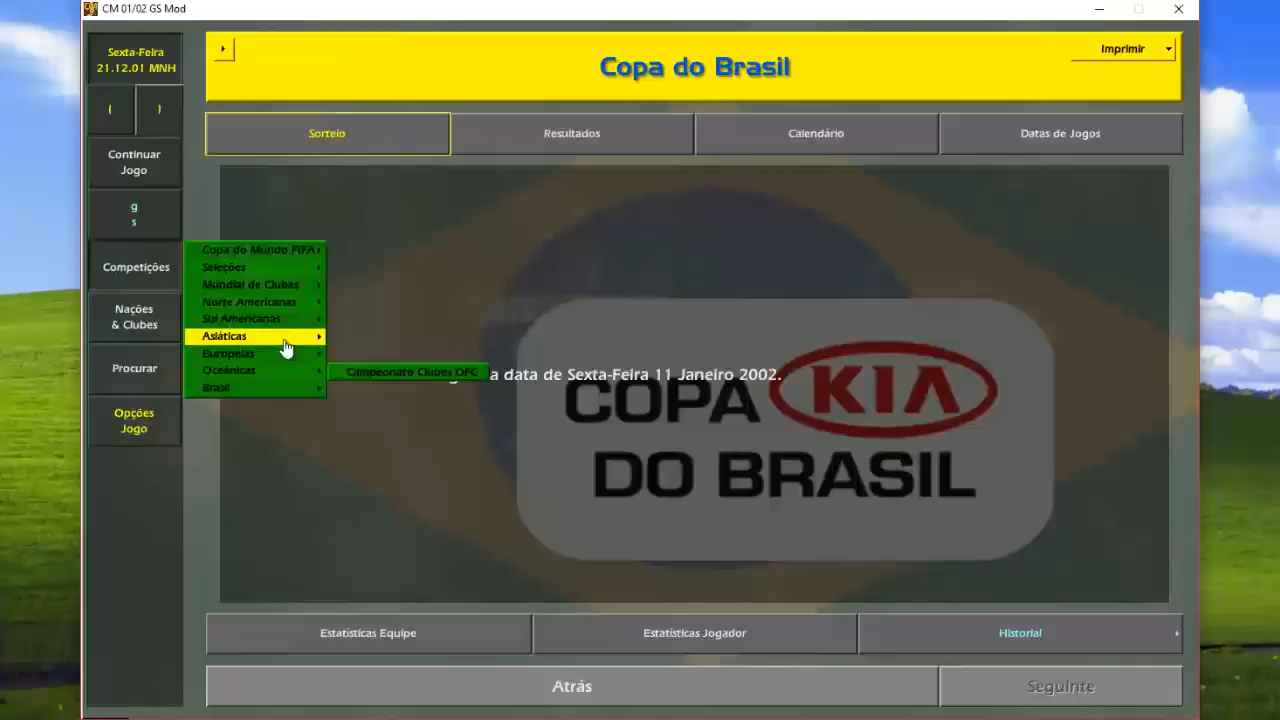 CM 01/02 GS Mod
Sexta-Feira
21.12.01 MNH
Continuar
Jogo
g
s
Competições
Nações
& Clubes
Procurar
Opções
Jogo
Copa do Brasil
Imprimir
Sorteio
Resultados
Calendário
Datas de Jogos
Copa do Mundo FIFA
Seleções
Mundial de Clubes
Norte Americanas
Sul Americanas
Asiáticas
Europeias
Oceânicas
Brasil
Campeonato Clubes OFC
a data de Sexta-Feira 11 Janeiro 2002.
COPA KIA
DO BRASIL
Estatísticas Equipe
Estatísticas Jogador
Historial
Atrás
Seguinte